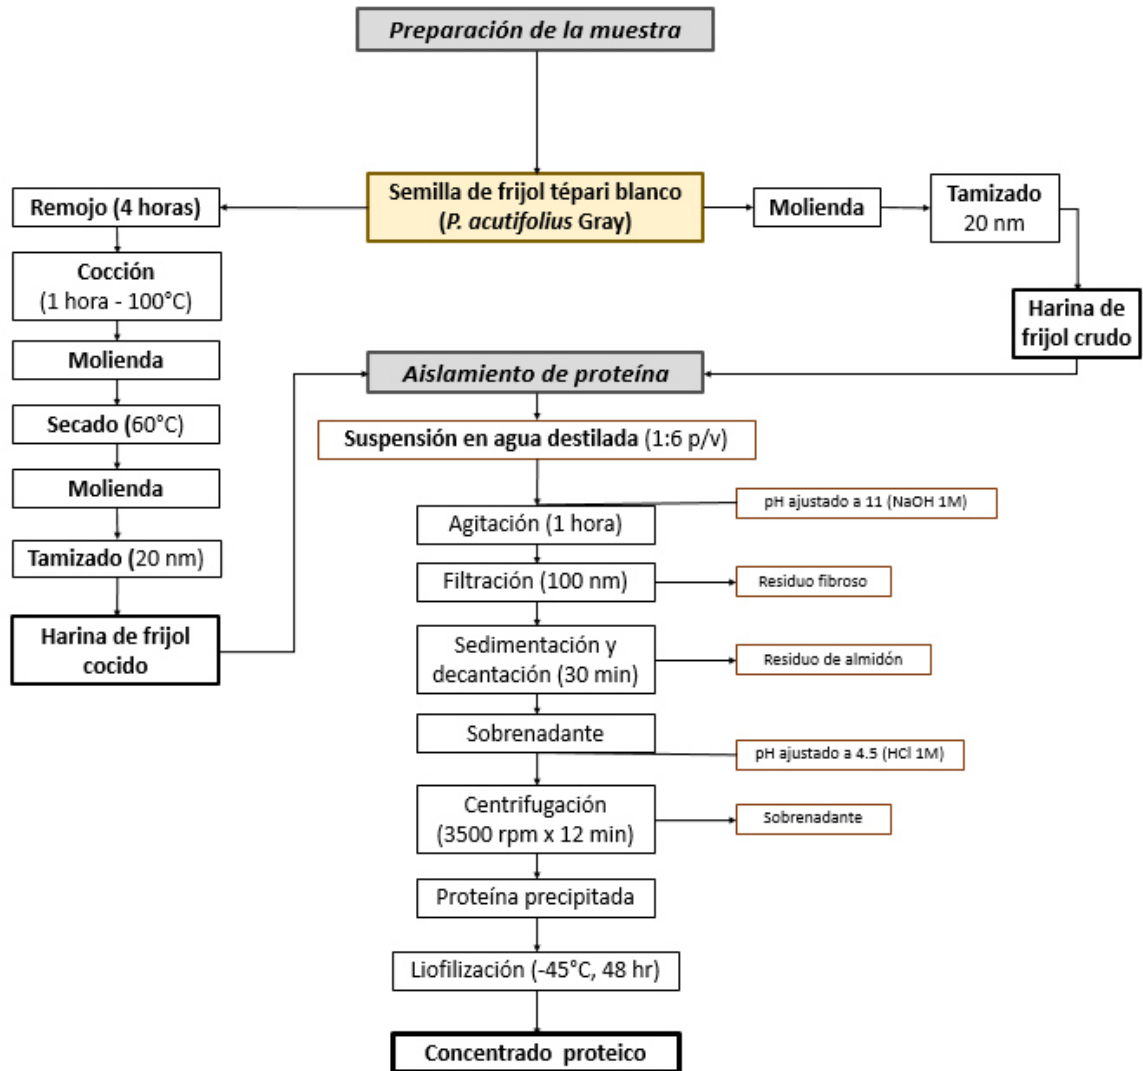 Preparación de la muestra
Semilla de frijol tépari blanco
(P. acutifolius Gray)
Remojo (4 horas)
Cocción
(1 hora - 100°C)
Molienda
Secado (60°C)
Molienda
Tamizado (20 nm)
Harina de frijol
cocido
Molienda
Tamizado
20 nm
Harina de
frijol crudo
Aislamiento de proteína
Suspensión en agua destilada (1:6 p/v)
pH ajustado a 11 (NaOH 1M)
Agitación (1 hora)
Filtración (100 nm)
Residuo fibroso
Sedimentación y
decantación (30 min)
Residuo de almidón
Sobrenadante
pH ajustado a 4.5 (HCl 1M)
Centrifugación
(3500 rpm x 12 min)
Sobrenadante
Proteína precipitada
Liofilización (-45°C, 48 hr)
Concentrado proteico